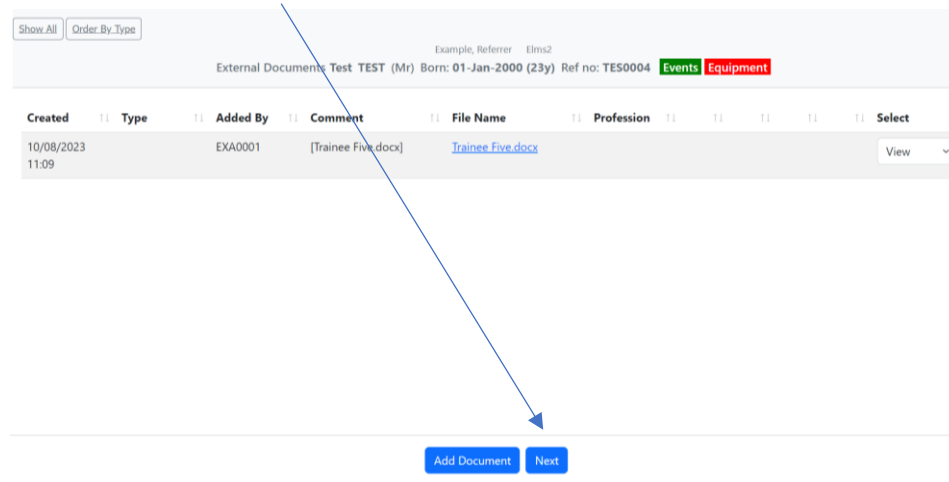 Show All Order By Type
Example, Referrer Elms2
External Documents Test TEST (Mr) Born: 01-Jan-2000 (23y) Ref no: TES0004 Events Equipment
Created Type Added By Comment File Name Profession Select
10/08/2023 EXA0001 [Trainee Five.docx] Trainee Five.docx View
11:09
Add Document Next